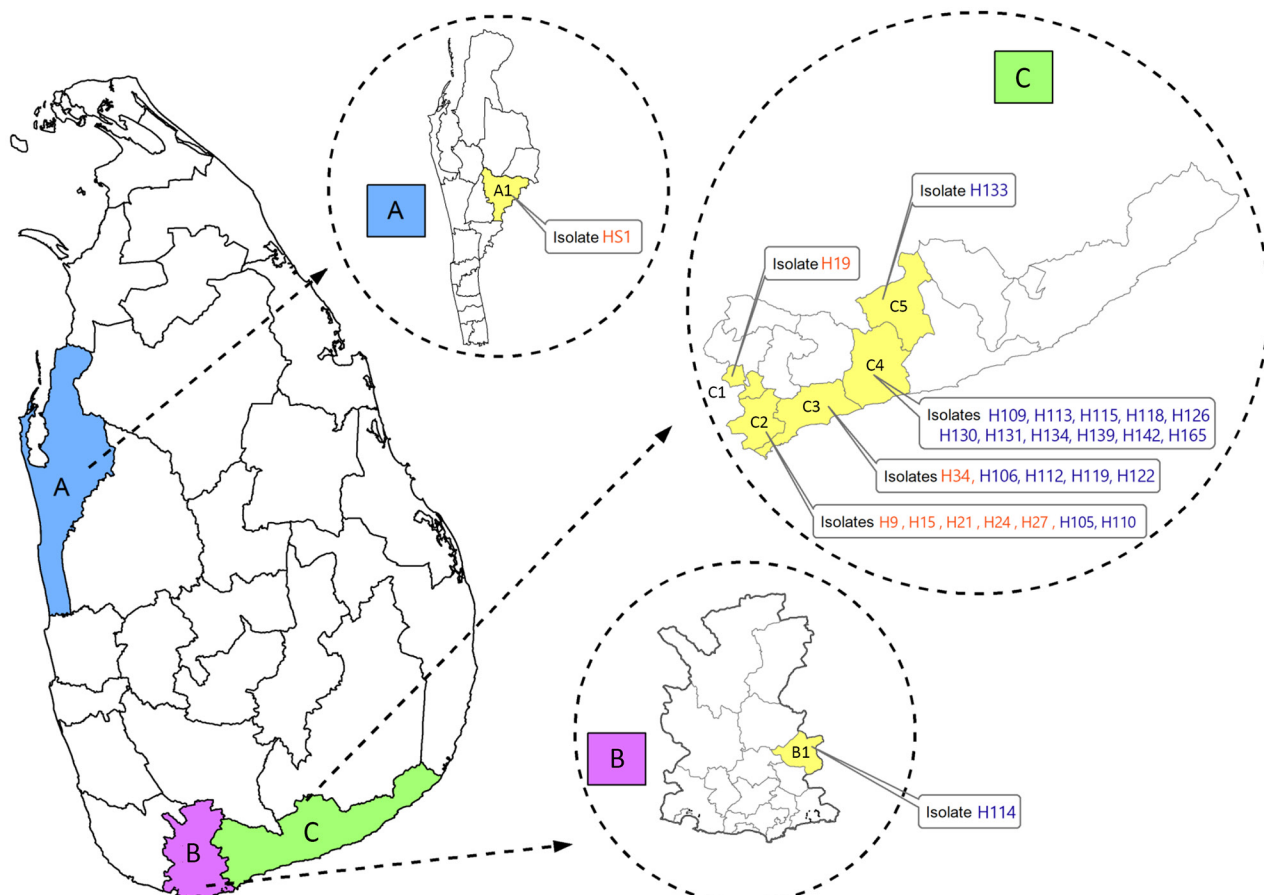 A
B
C
A
A1
Isolate HS1
C
Isolate H133
Isolate H19
C5
C4
C1
C3
C2
Isolates H109, H113, H115, H118, H126
H130, H131, H134, H139, H142, H165
Isolates H34, H106, H112, H119, H122
Isolates H9 , H15 , H21 , H24 , H27 , H105, H110
B
B1
Isolate H114